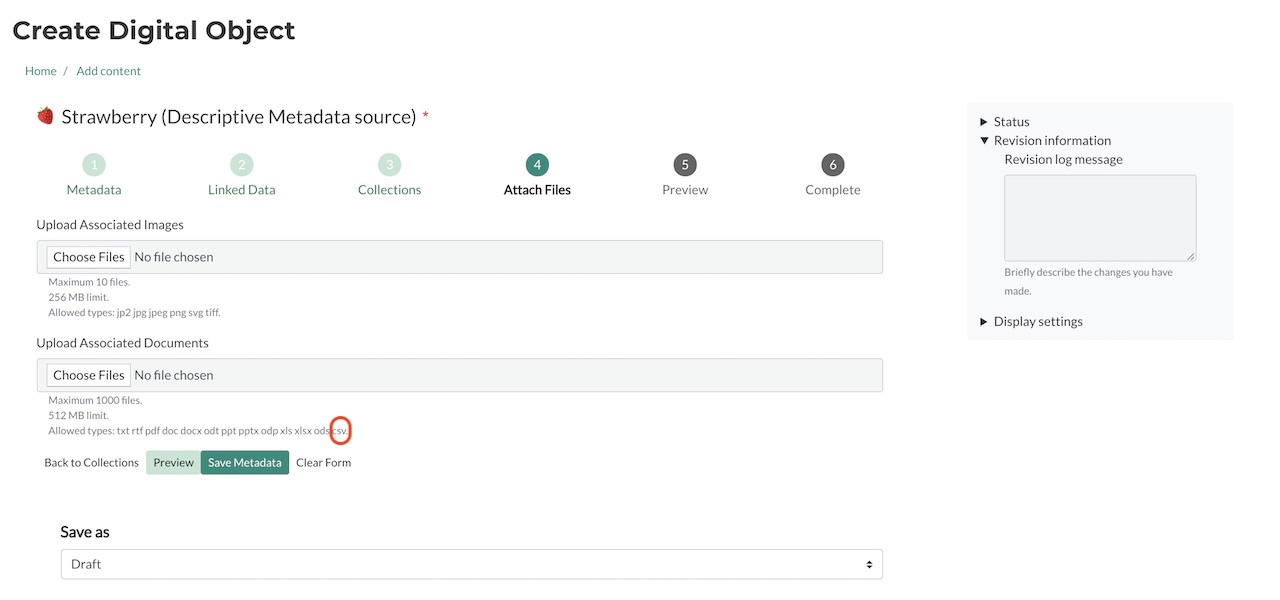 Create Digital Object
Home / Add content
Strawberry (Descriptive Metadata source) *
1 2 3 4 5 6
Metadata Linked Data Collections Attach Files Preview Complete
Upload Associated Images
Choose Files No file chosen
Maximum 10 files.
256 MB limit.
Allowed types: jp2 jpg jpeg png svg tiff.
Upload Associated Documents
Choose Files No file chosen
Maximum 1000 files.
512 MB limit.
Allowed types: txt rtf pdf doc docx odt ppt pptx odp xls xlsx ods csv.
Back to Collections Preview Save Metadata Clear Form
Save as
Draft
Status
Revision information
Revision log message
Briefly describe the changes you have
made.
Display settings